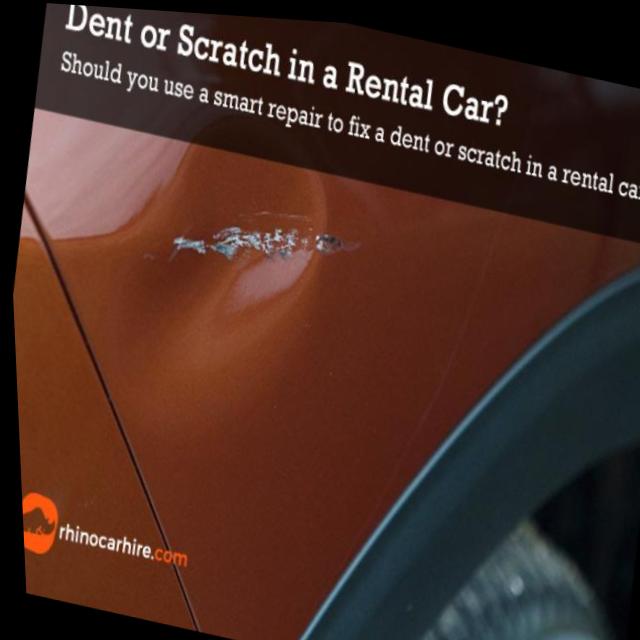 Dent or Scratch in a Rental Car?
Should you use a smart repair to fix a dent or scratch in a rental
rhinocarhire.com